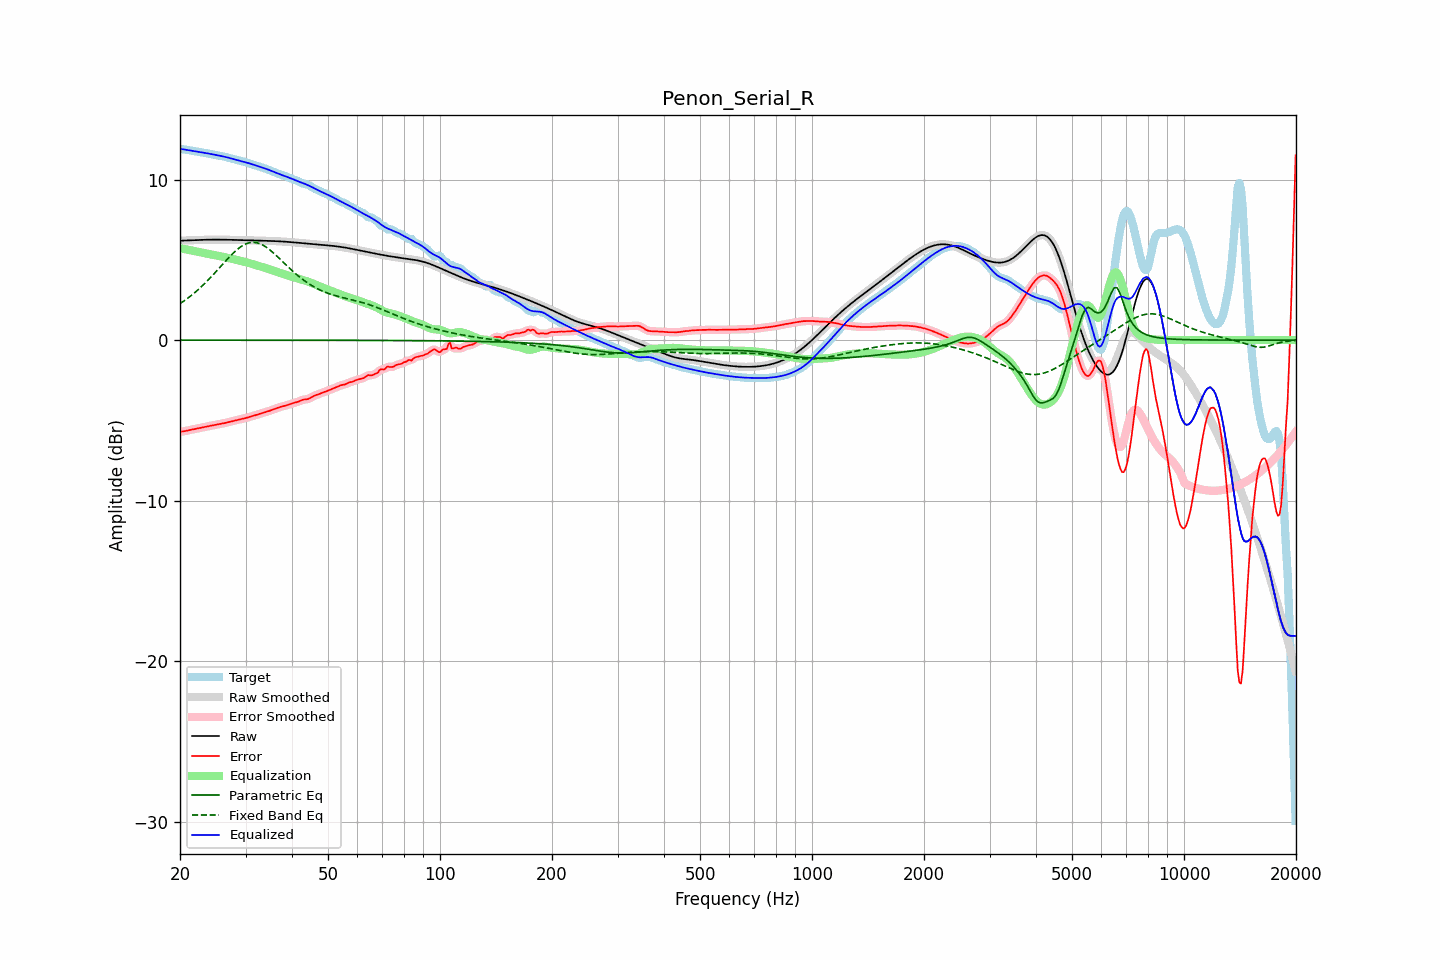 Penon_Serial_R
10
0
−10
−20
−30
Amplitude (dBr)
Target
Raw Smoothed
Error Smoothed
Raw
Error
Equalization
Parametric Eq
Fixed Band Eq
Equalized
20 50 100 200 500 1000 2000 5000 10000 20000
Frequency (Hz)